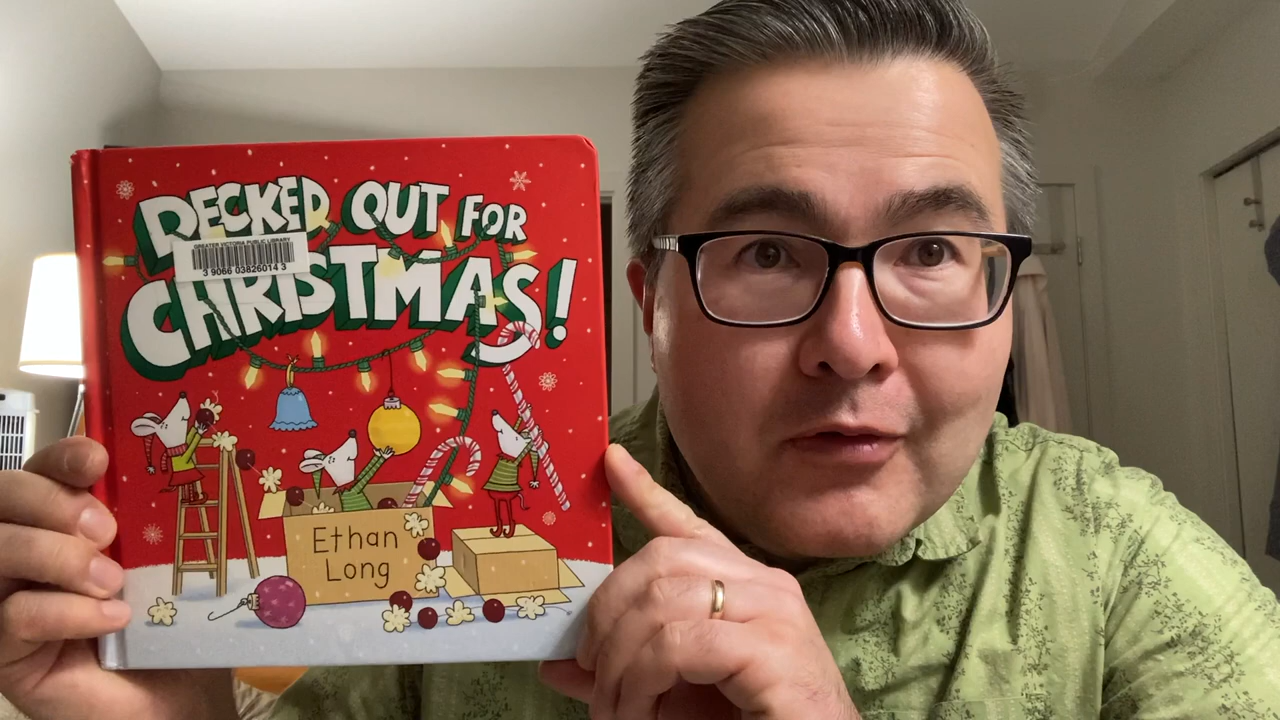 DECKED OUT FOR
GREATER VICTORIA PUBLIC LIBRARY
3 9066 03826014 3
CHRISTMAS!
Ethan
Long